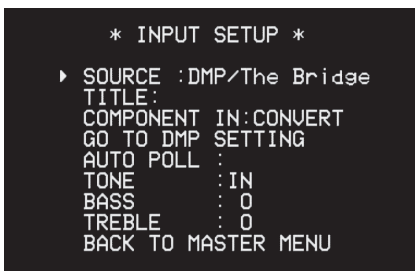 * INPUT SETUP *
SOURCE :DMP/The Bridge
TITLE:
COMPONENT IN:CONVERT
GO TO DMP SETTING
AUTO POLL :
TONE :IN
BASS : 0
TREBLE : 0
BACK TO MASTER MENU